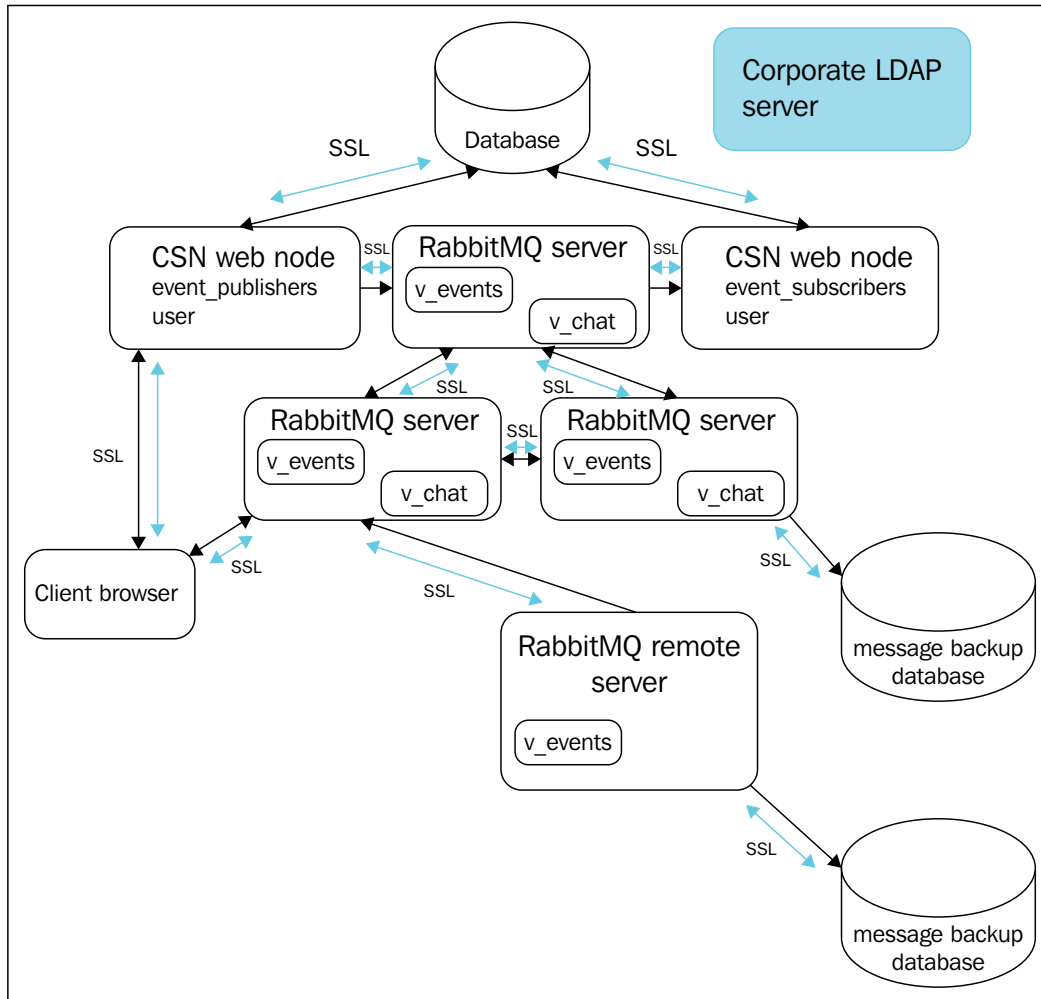 Corporate LDAP
server
Database
SSL
SSL
CSN web node
event_publishers
user
SSL
RabbitMQ server
v_events
v_chat
SSL
CSN web node
event_subscribers
user
SSL
SSL
RabbitMQ server
v_events
v_chat
SSL
RabbitMQ server
v_events
v_chat
SSL
Client browser
SSL
SSL
SSL
RabbitMQ remote
server
v_events
message backup
database
SSL
message backup
database